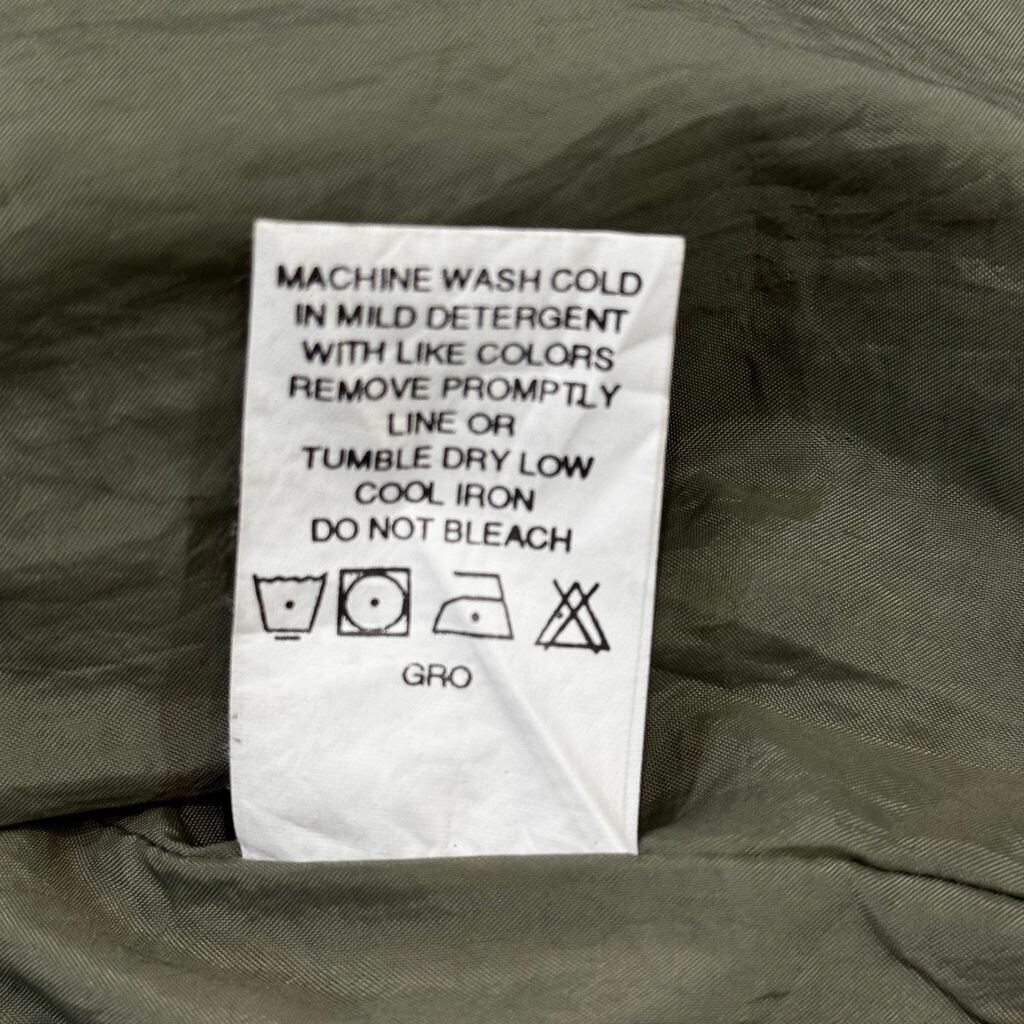 MACHINE WASH COLD
IN MILD DETERGENT
WITH LIKE COLORS
REMOVE PROMPTLY
LINE OR
TUMBLE DRY LOW
COOL IRON
DO NOT BLEACH
GRO